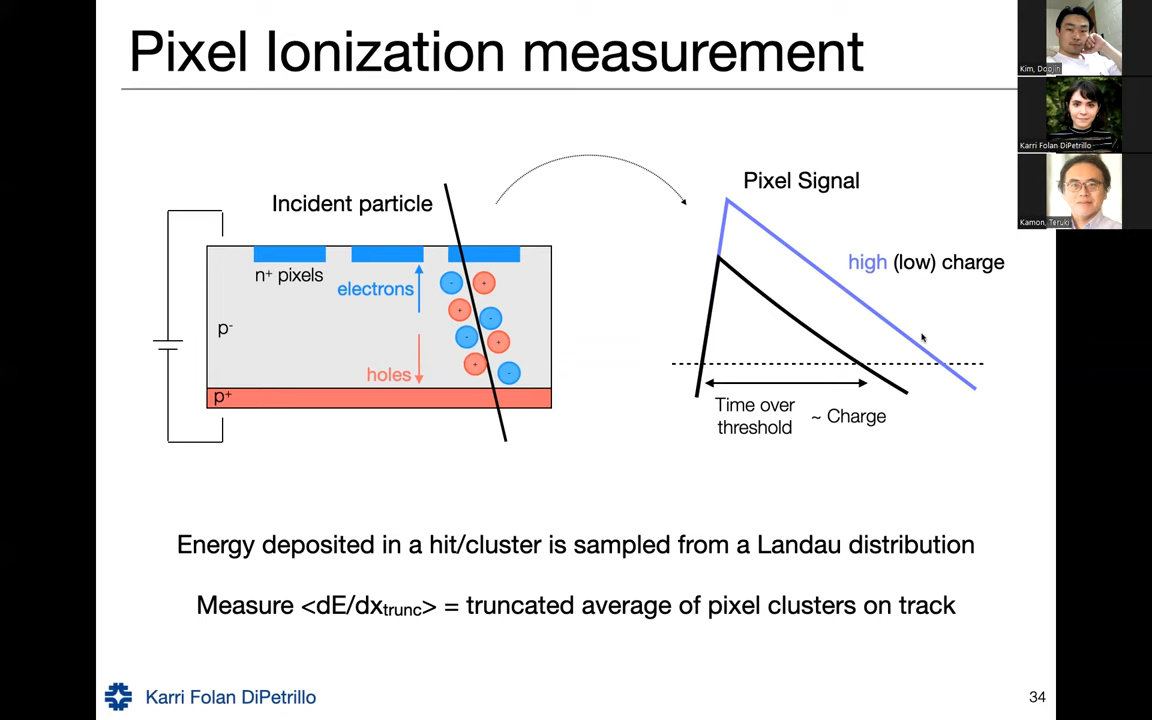 Pixel Ionization measurement
Kim, Doojin
Karri Folan DiPetrillo
Kamon, Teruki
Incident particle
n+ pixels
electrons
p-
holes
p+
- + + - - + + -
Pixel Signal
high (low) charge
Time over
threshold
~ Charge
Energy deposited in a hit/cluster is sampled from a Landau distribution
Measure <dE/dxtrunc> = truncated average of pixel clusters on track
Karri Folan DiPetrillo
34